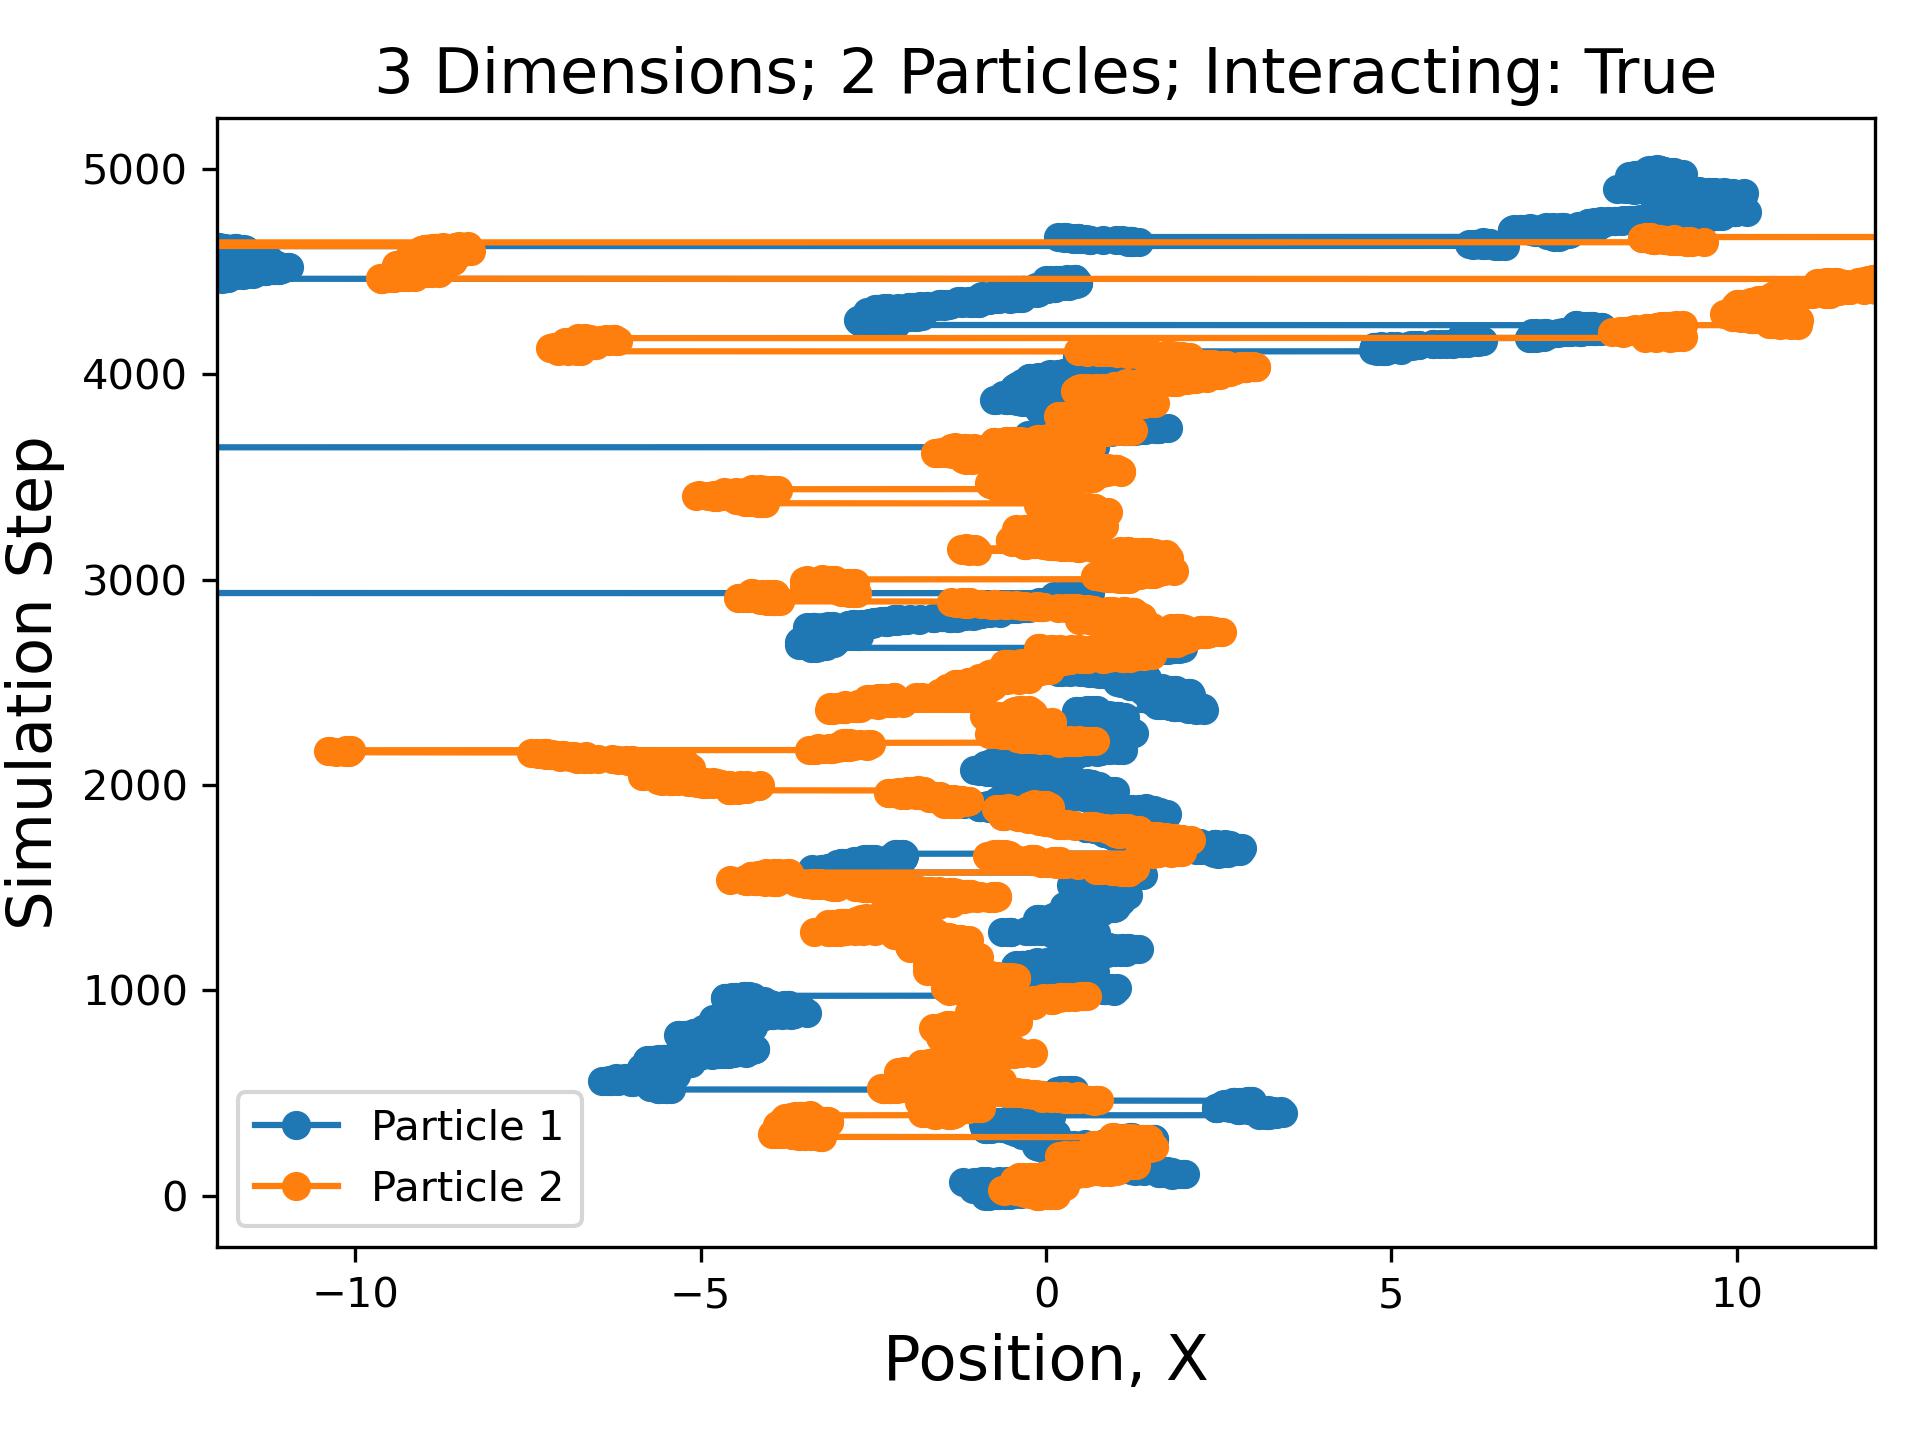 3 Dimensions; 2 Particles; Interacting: True
5000
4000
3000
2000
1000
0
Simulation Step
Particle 1
Particle 2
−10
−5
0
5
10
Position, X